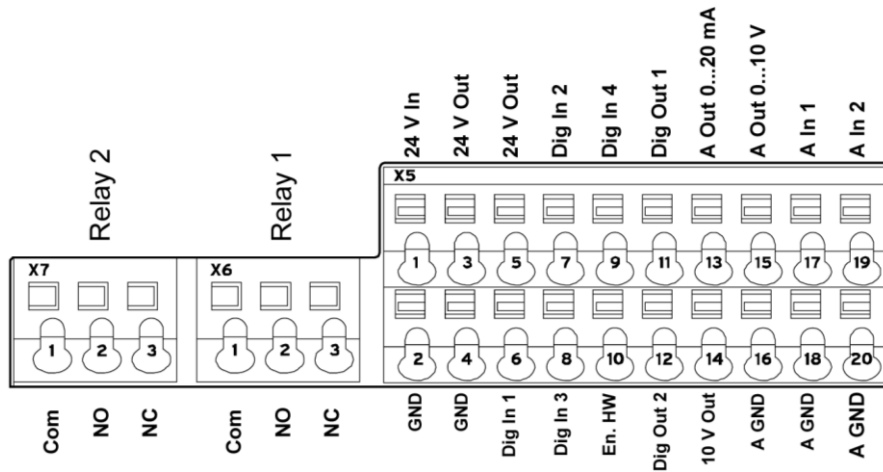 24 V In
24 V Out
24 V Out
Dig In 2
Dig In 4
Dig Out 1
A Out 0...20 mA
A Out 0...10 V
A In 1
A In 2
Relay 2
Relay 1
X5
1 3 5 7 9 11 13 15 17 19
X7
X6
1 2 3
1 2 3
2 4 6 8 10 12 14 16 18 20
Com
NO
NC
Com
NO
NC
GND
GND
Dig In 1
Dig In 3
En. HW
Dig Out 2
10 V Out
A GND
A GND
A GND